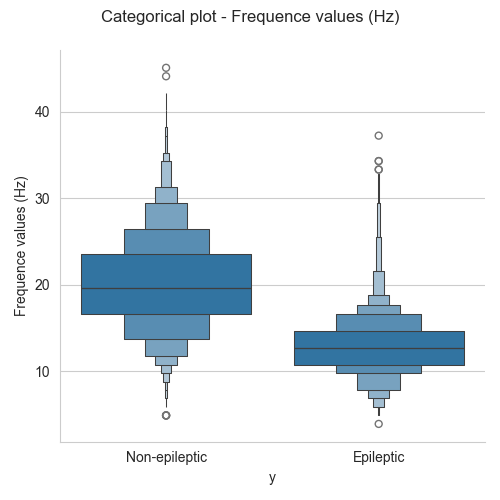 Categorical plot - Frequence values (Hz)
Frequence values (Hz)
40
30
20
10
Non-epileptic
Epileptic
y